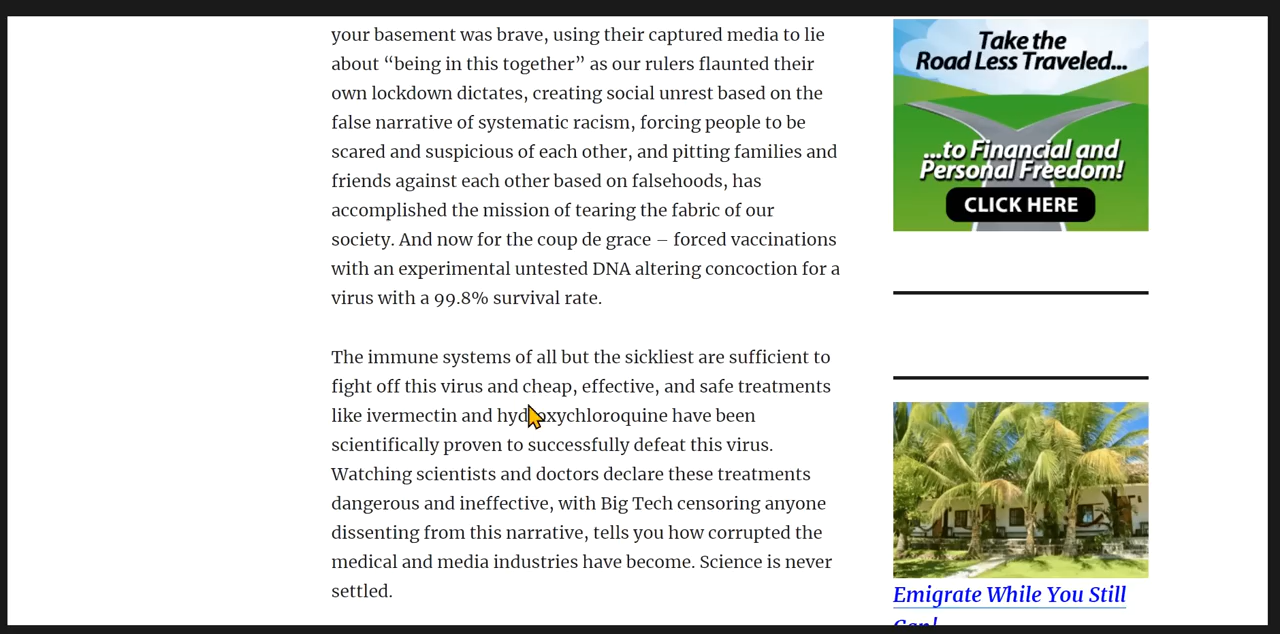 your basement was brave, using their captured media to lie
about “being in this together” as our rulers flaunted their
own lockdown dictates, creating social unrest based on the
false narrative of systematic racism, forcing people to be
scared and suspicious of each other, and pitting families and
friends against each other based on falsehoods, has
accomplished the mission of tearing the fabric of our
society. And now for the coup de grace – forced vaccinations
with an experimental untested DNA altering concoction for a
virus with a 99.8% survival rate.
The immune systems of all but the sickliest are sufficient to
fight off this virus and cheap, effective, and safe treatments
like ivermectin and hydroxychloroquine have been
scientifically proven to successfully defeat this virus.
Watching scientists and doctors declare these treatments
dangerous and ineffective, with Big Tech censoring anyone
dissenting from this narrative, tells you how corrupted the
medical and media industries have become. Science is never
settled.
Take the
Road Less Traveled...
...to Financial and
Personal Freedom!
CLICK HERE
Emigrate While You Still